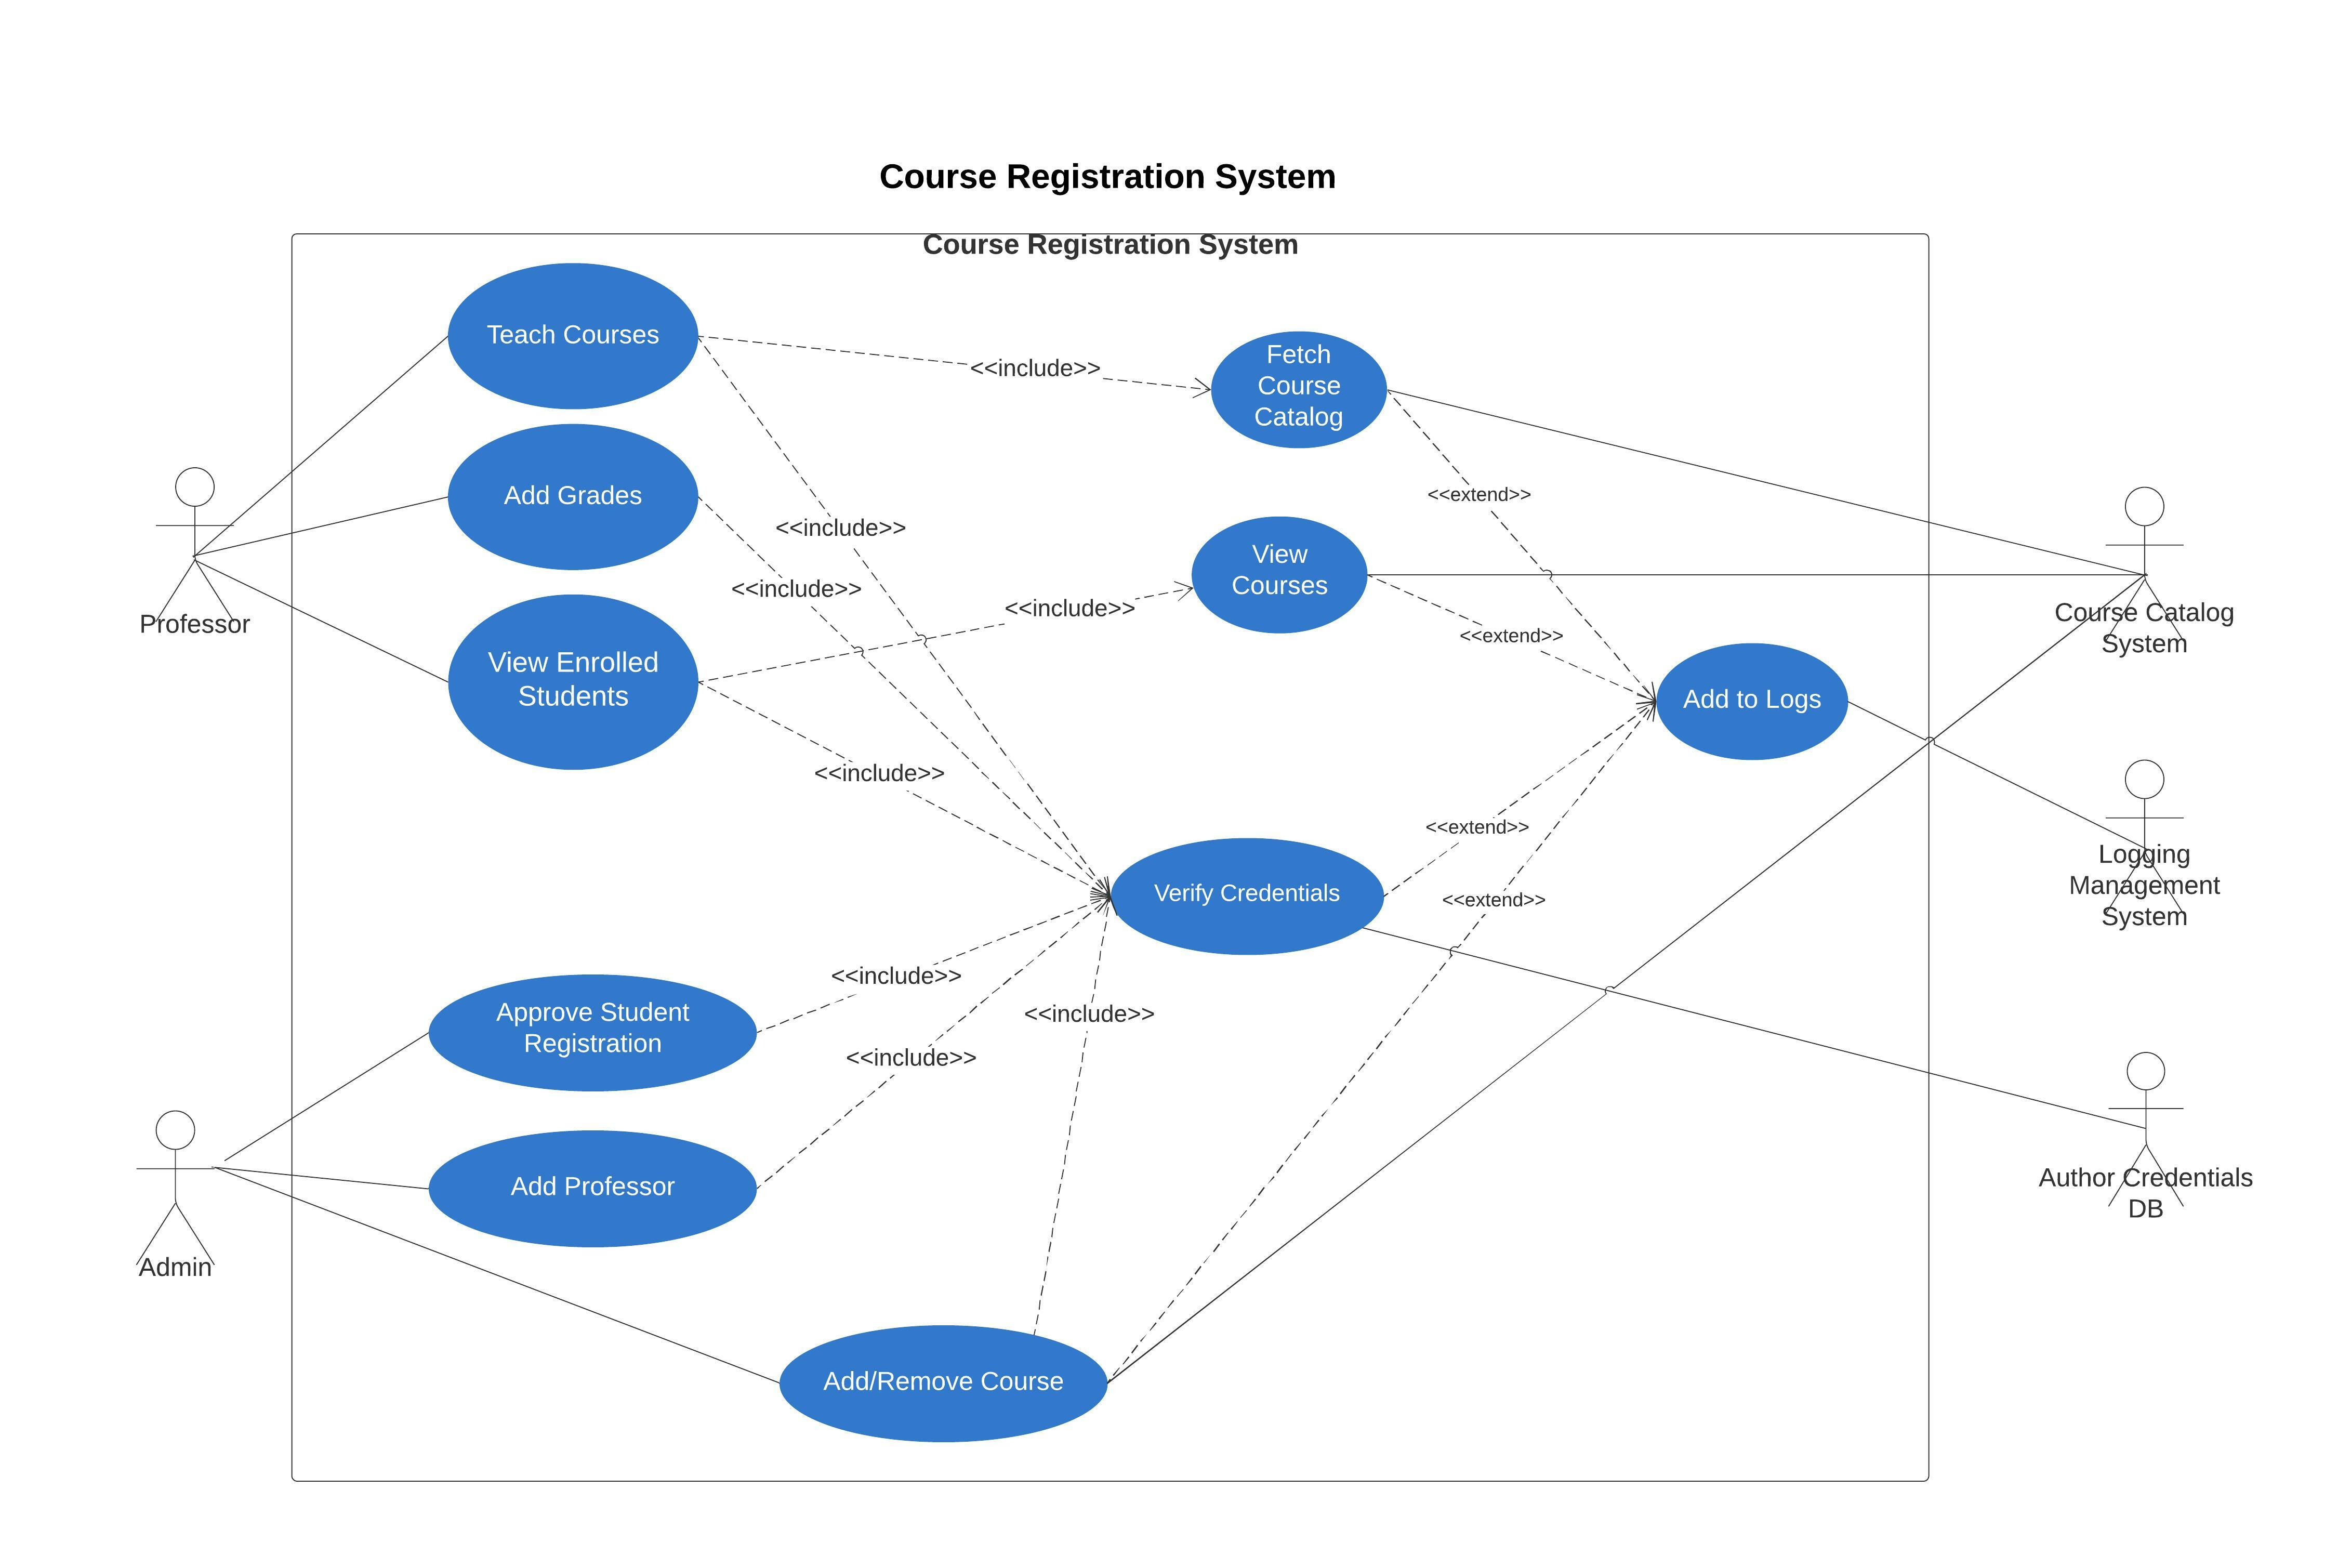 Course Registration System
Course Registration System
Teach Courses
<<include>>
Fetch
Course
Catalog
Add Grades
<<include>>
<<extend>>
View
Courses
<<include>>
<<include>>
Professor
<<extend>>
Course Catalog
System
View Enrolled
Students
Add to Logs
<<include>>
<<extend>>
Logging
Management
System
Verify Credentials
<<extend>>
<<include>>
Approve Student
Registration
<<include>>
<<include>>
Add Professor
Author Credentials
DB
Admin
Add/Remove Course